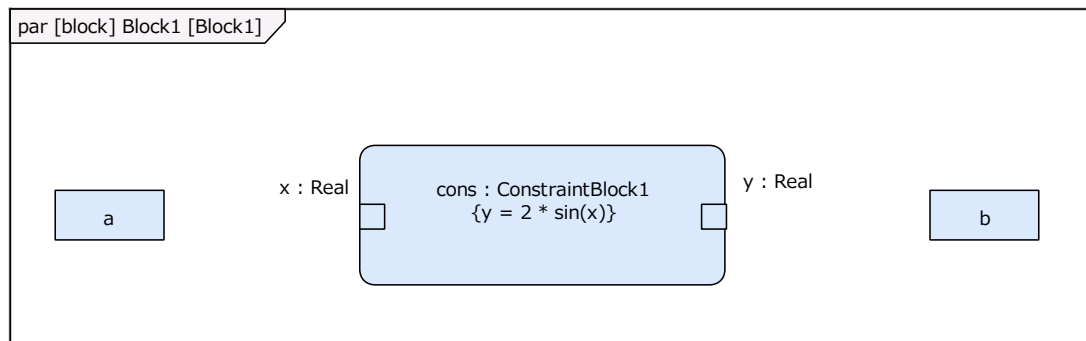 par [block] Block1 [Block1]
x : Real
cons : ConstraintBlock1
{y = 2 * sin(x)}
y : Real
a
b